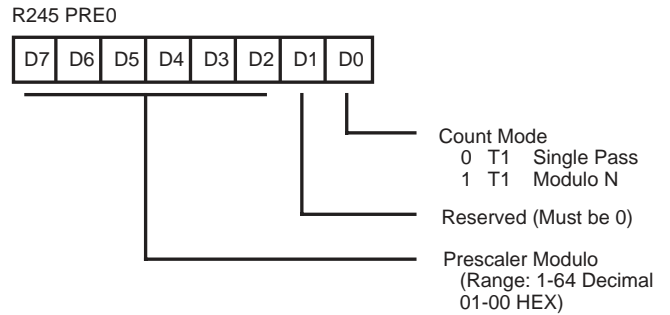 R245 PRE0
D7 D6 D5 D4 D3 D2 D1 D0
Count Mode
0 T1 Single Pass
1 T1 Modulo N
Reserved (Must be 0)
Prescaler Modulo
(Range: 1-64 Decimal
01-00 HEX)